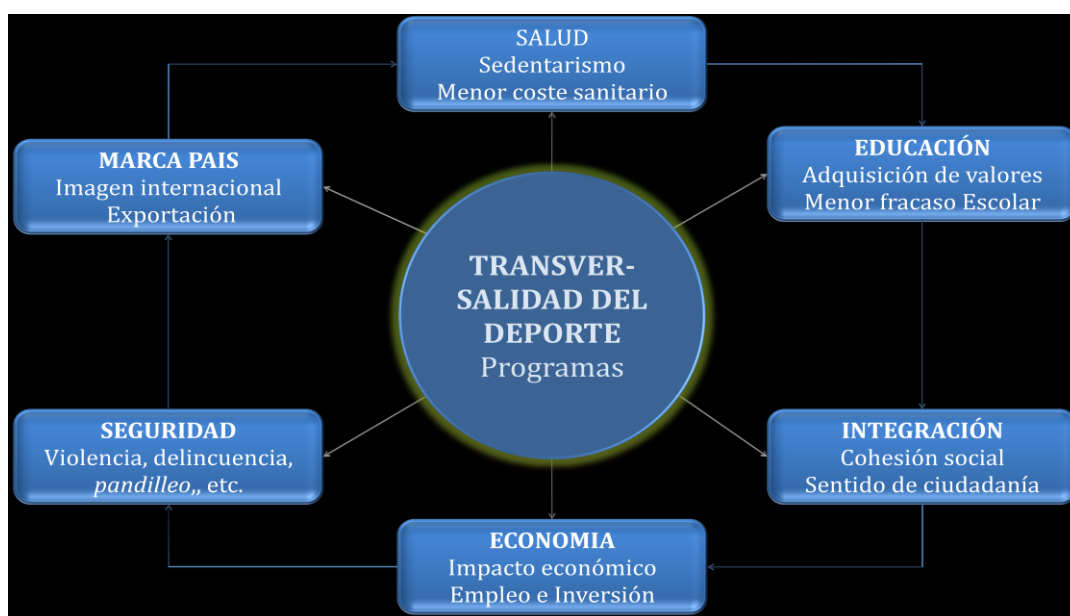 SALUD
Sedentarismo
Menor coste sanitario
MARCA PAIS
Imagen internacional
Exportación
EDUCACIÓN
Adquisición de valores
Menor fracaso Escolar
TRANSVER-
SALIDAD DEL
DEPORTE
Programas
SEGURIDAD
Violencia, delincuencia,
pandilleo,, etc.
INTEGRACIÓN
Cohesión social
Sentido de ciudadanía
ECONOMIA
Impacto económico
Empleo e Inversión